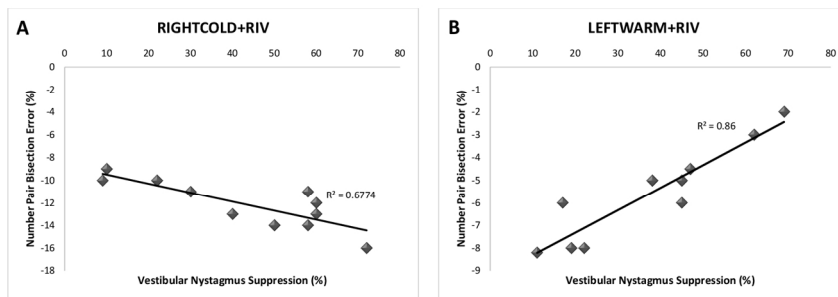 A
RIGHTCOLD+RIV
0 10 20 30 40 50 60 70 80
0
-2
-4
-6
-8
-10
-12
-14
-16
-18
Number Pair Bisection Error (%)
R² = 0.6774
Vestibular Nystagmus Suppression (%)
B
LEFTWARM+RIV
0 10 20 30 40 50 60 70 80
0
-1
-2
-3
-4
-5
-6
-7
-8
-9
Number Pair Bisection Error (%)
R² = 0.86
Vestibular Nystagmus Suppression (%)